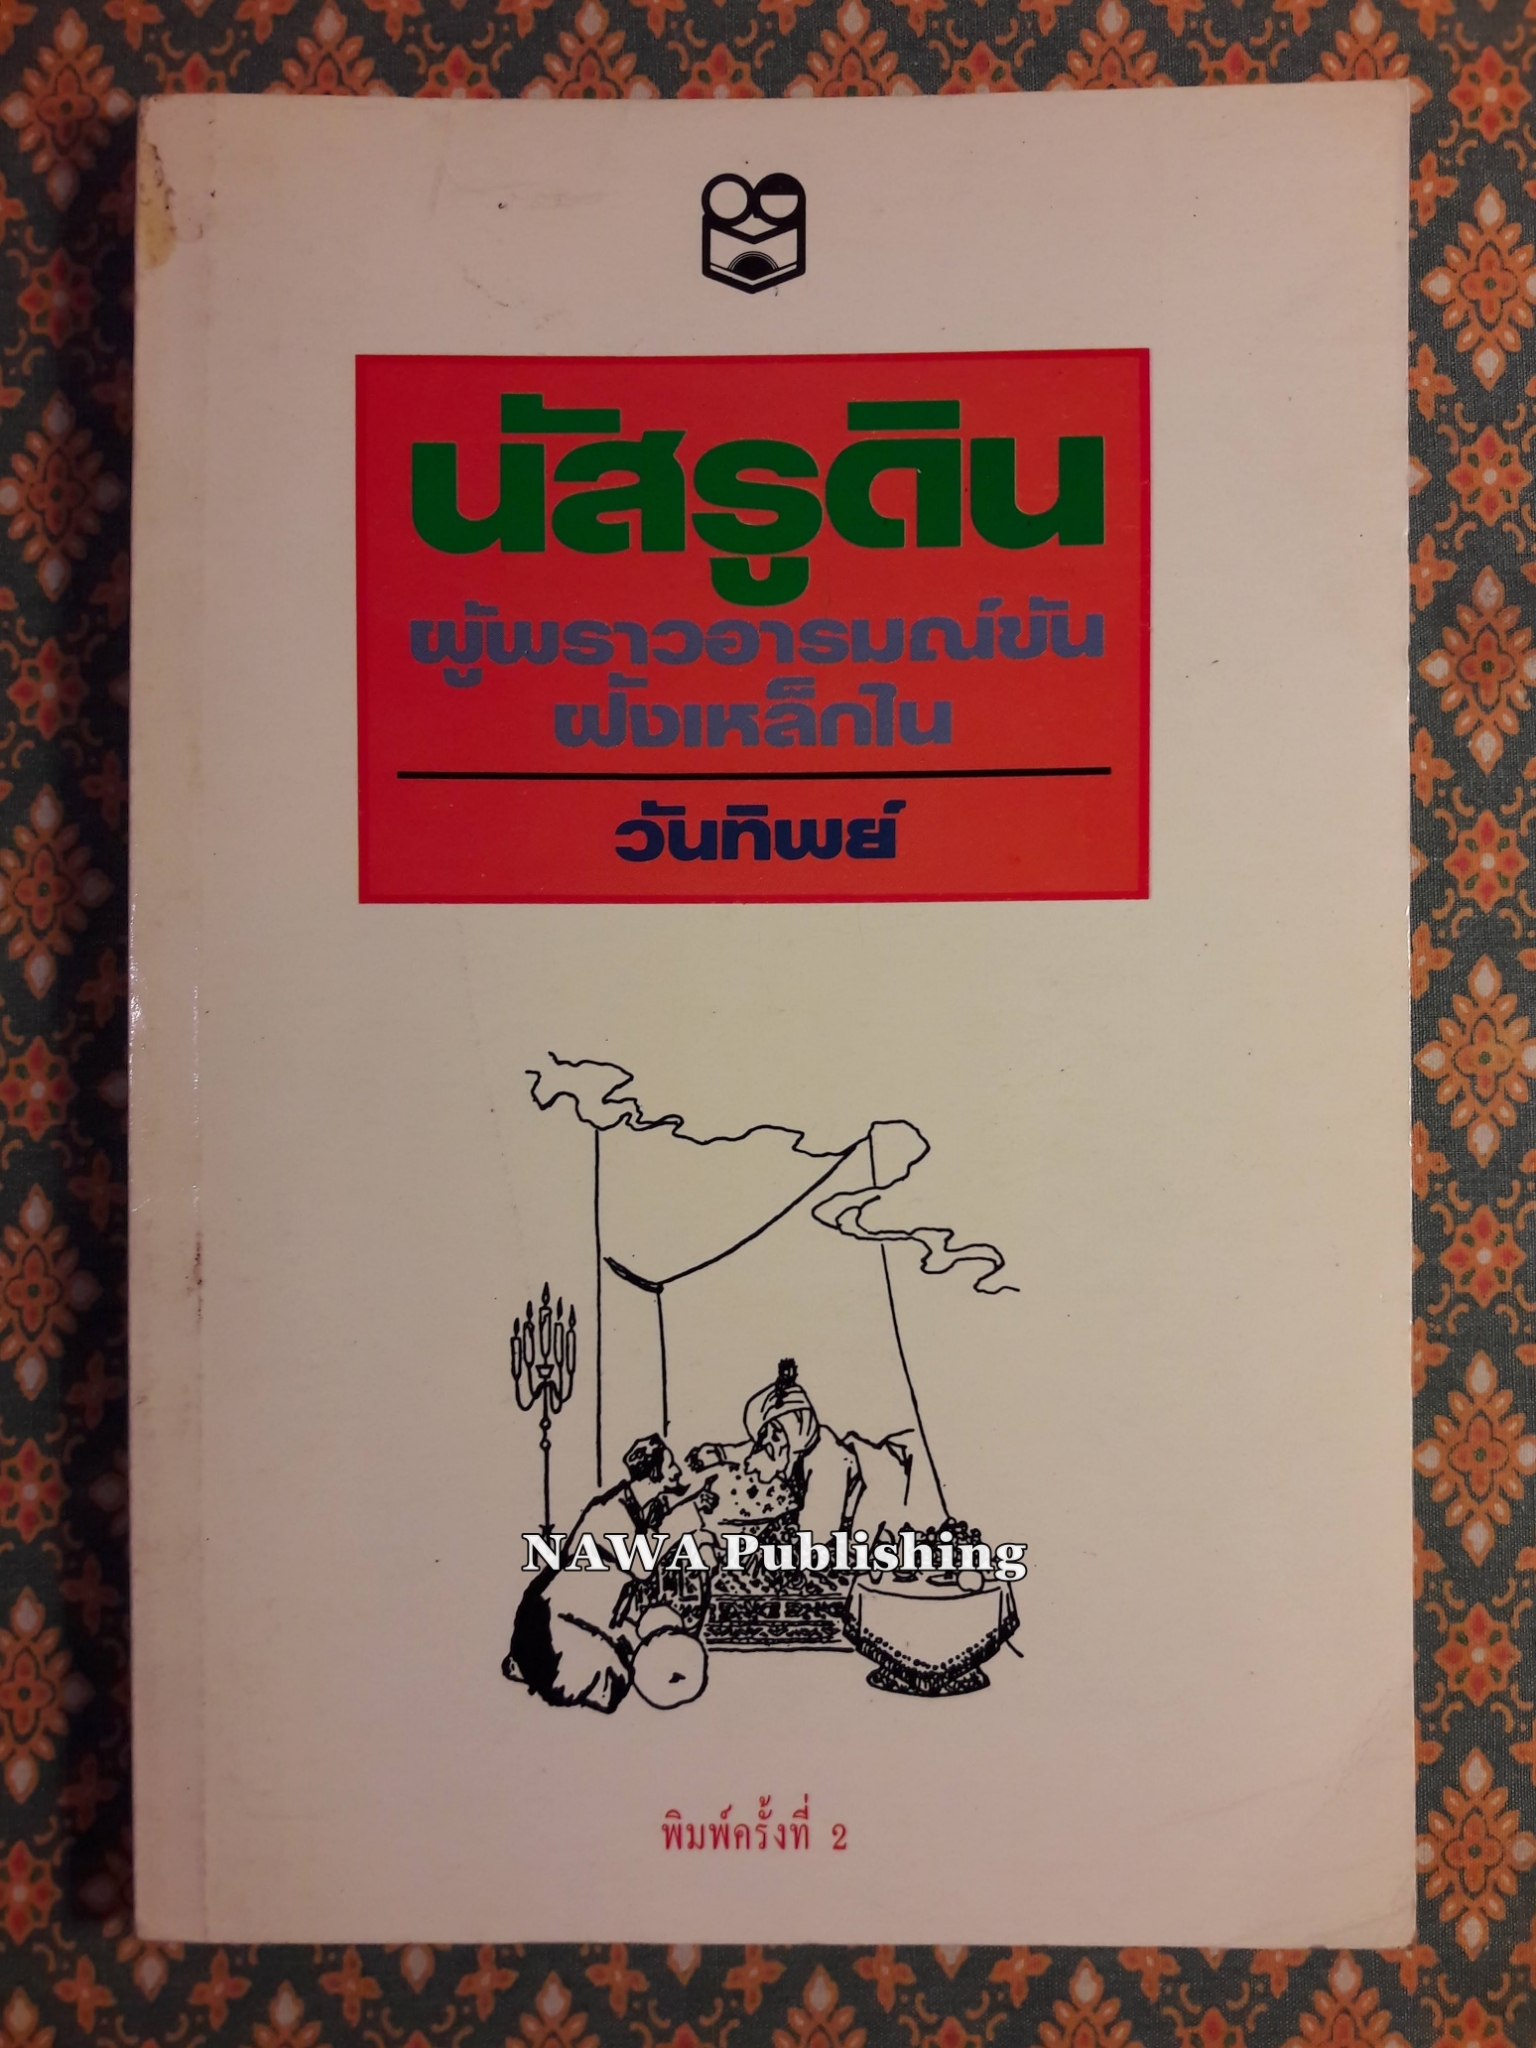 นัสรูดิน
ผู้พราวอารมณ์ขัน
ฝังเหล็กใน
วันทิพย์
NAWA Publishing
พิมพ์ครั้งที่ 2